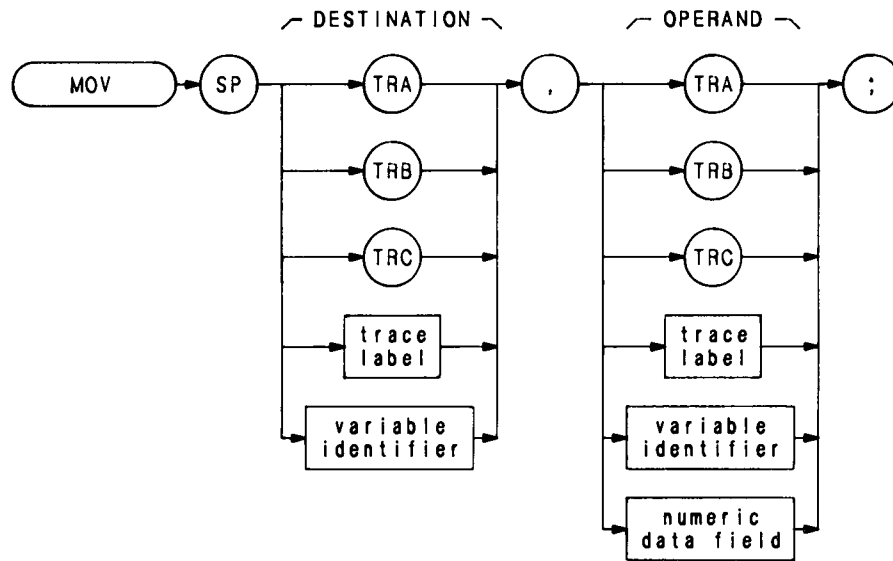 DESTINATION OPERAND
MOV SP TRA , TRA ;
TRB TRB
TRC TRC
trace trace
label label
variable variable
identifier identifier
numeric
data field